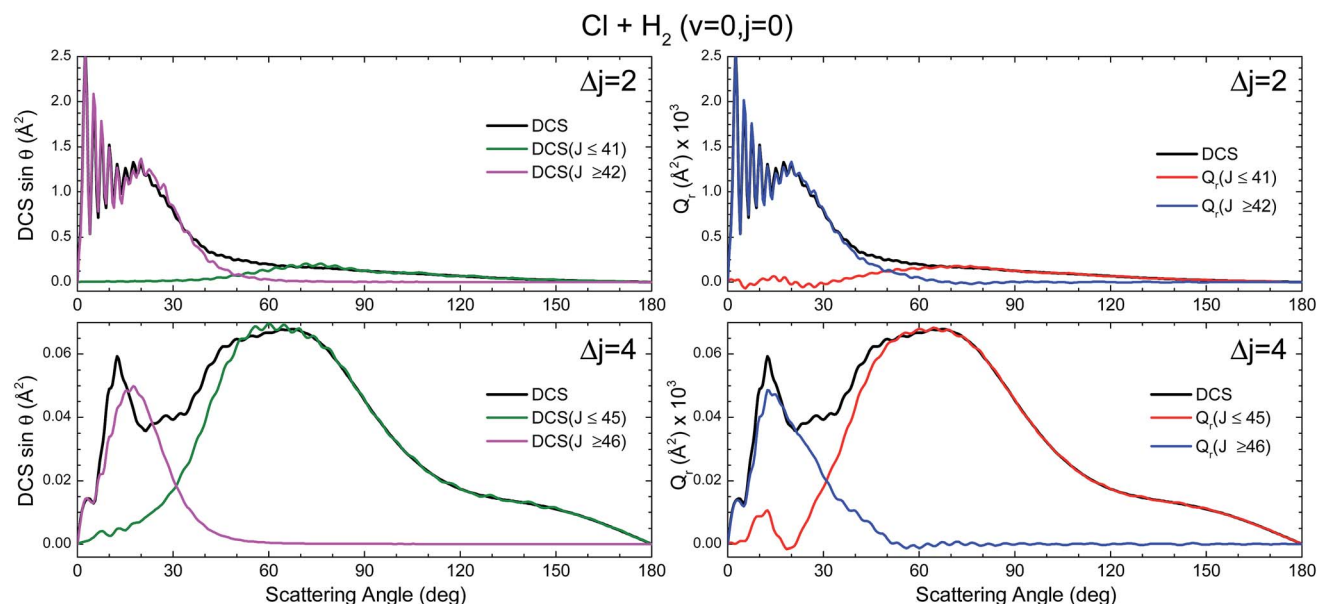 Cl + H₂ (v=0,j=0)
2.5
2.0
1.5
1.0
0.5
0.0
DCS sin θ (Å²)
Δj=2
DCS
DCS(J ≤ 41)
DCS(J ≥42)
0
30
60
90
120
150
180
2.5
2.0
1.5
1.0
0.5
0.0
Qᵣ (Å²) x 10³
Δj=2
DCS
Qᵣ(J ≤ 41)
Qᵣ(J ≥42)
0
30
60
90
120
150
180
0.06
0.04
0.02
0.00
DCS sin θ (Å²)
Δj=4
DCS
DCS(J ≤ 45)
DCS(J ≥46)
0
30
60
90
120
150
180
Scattering Angle (deg)
0.06
0.04
0.02
0.00
Qᵣ (Å²) x 10³
Δj=4
DCS
Qᵣ(J ≤ 45)
Qᵣ(J ≥46)
0
30
60
90
120
150
180
Scattering Angle (deg)